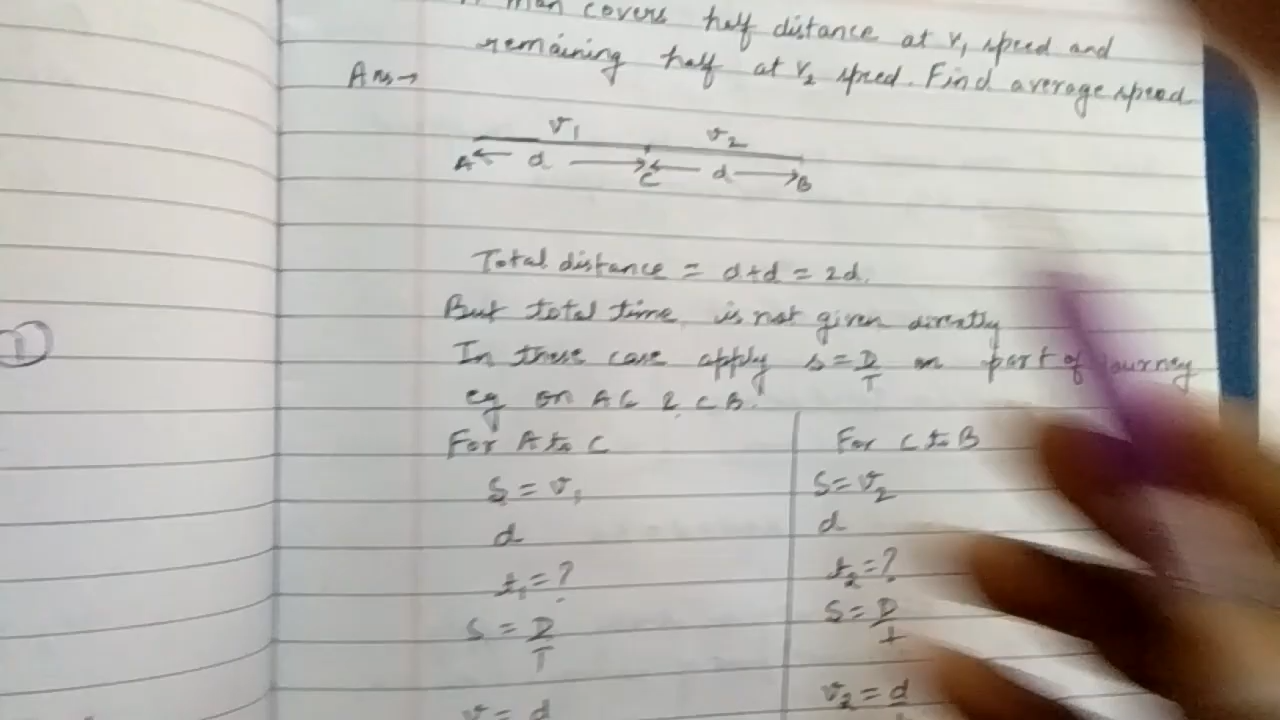 man covers half distance at v₁ speed and
remaining half at v₂ speed. Find average speed
Ans→
v₁ v₂
A ← d → C ← d → B
Total distance = d+d = 2d.
But total time is not given directly
①
In these case apply s = D/T on part of journey
eg on AC & CB.
For A to C
S = v₁
d
t₁ = ?
S = D/T
v = d
For C to B
S = v₂
d
t₂ = ?
S = D/t
v₂ = d